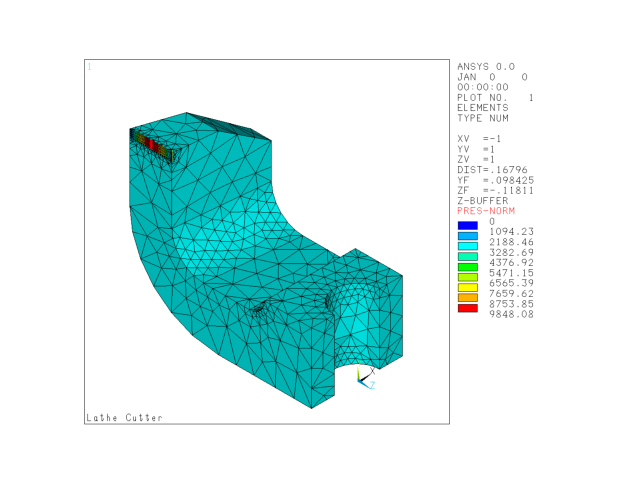 1
ANSYS 0.0
JAN 0 0
00:00:00
PLOT NO. 1
ELEMENTS
TYPE NUM
XV =-1
YV =1
ZV =1
DIST=.16796
YF =.098425
ZF =-.11811
Z-BUFFER
PRES-NORM
0
1094.23
2188.46
3282.69
4376.92
5471.15
6565.39
7659.62
8753.85
9848.08
X
Z
Lathe Cutter